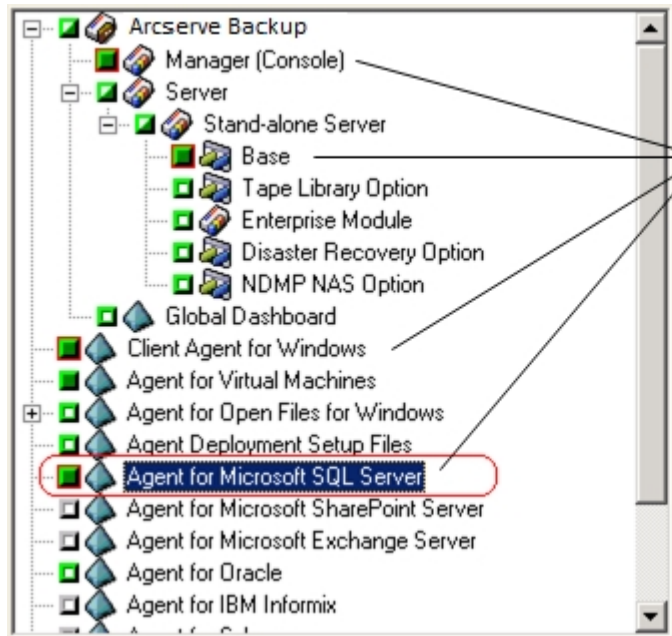 Arcserve Backup
Manager (Console)
Server
Stand-alone Server
Base
Tape Library Option
Enterprise Module
Disaster Recovery Option
NDMP NAS Option
Global Dashboard
Client Agent for Windows
Agent for Virtual Machines
Agent for Open Files for Windows
Agent Deployment Setup Files
Agent for Microsoft SQL Server
Agent for Microsoft SharePoint Server
Agent for Microsoft Exchange Server
Agent for Oracle
Agent for IBM Informix